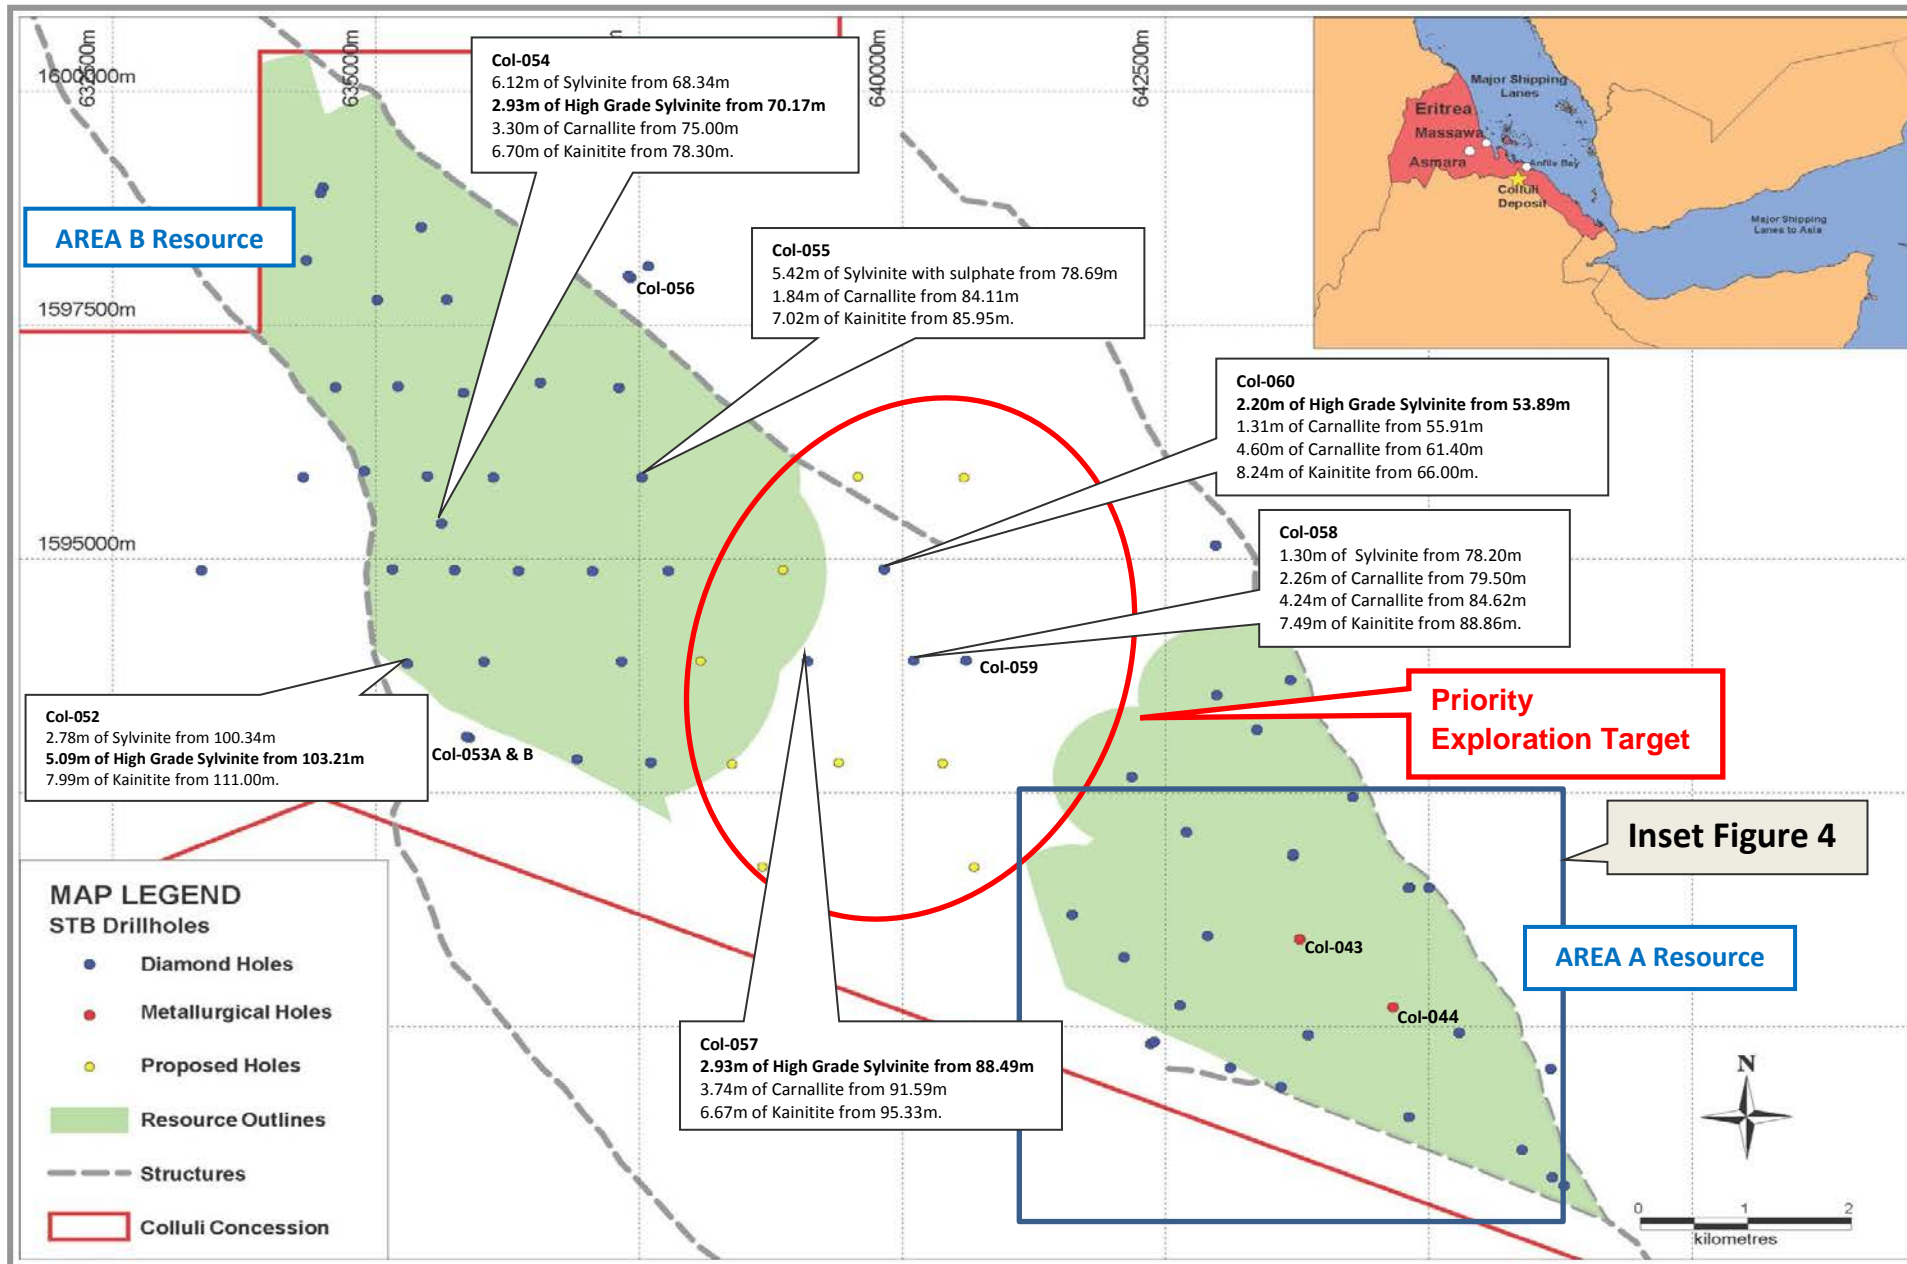 632500m
635000m
640000m
642500m
1600000m
1597500m
1595000m
Col-054
6.12m of Sylvinite from 68.34m
2.93m of High Grade Sylvinite from 70.17m
3.30m of Carnallite from 75.00m
6.70m of Kainitite from 78.30m.
AREA B Resource
Col-056
Col-055
5.42m of Sylvinite with sulphate from 78.69m
1.84m of Carnallite from 84.11m
7.02m of Kainitite from 85.95m.
Major Shipping
Lanes
Eritrea
Massawa
Asmara
Anfile Bay
Colluli
Deposit
Major Shipping
Lanes to Asia
Col-060
2.20m of High Grade Sylvinite from 53.89m
1.31m of Carnallite from 55.91m
4.60m of Carnallite from 61.40m
8.24m of Kainitite from 66.00m.
Col-058
1.30m of Sylvinite from 78.20m
2.26m of Carnallite from 79.50m
4.24m of Carnallite from 84.62m
7.49m of Kainitite from 88.86m.
Col-059
Priority
Exploration Target
Col-052
2.78m of Sylvinite from 100.34m
5.09m of High Grade Sylvinite from 103.21m
7.99m of Kainitite from 111.00m.
Col-053A & B
Inset Figure 4
Col-043
AREA A Resource
Col-044
Col-057
2.93m of High Grade Sylvinite from 88.49m
3.74m of Carnallite from 91.59m
6.67m of Kainitite from 95.33m.
MAP LEGEND
STB Drillholes
Diamond Holes
Metallurgical Holes
Proposed Holes
Resource Outlines
Structures
Colluli Concession
N
0 1 2
kilometres